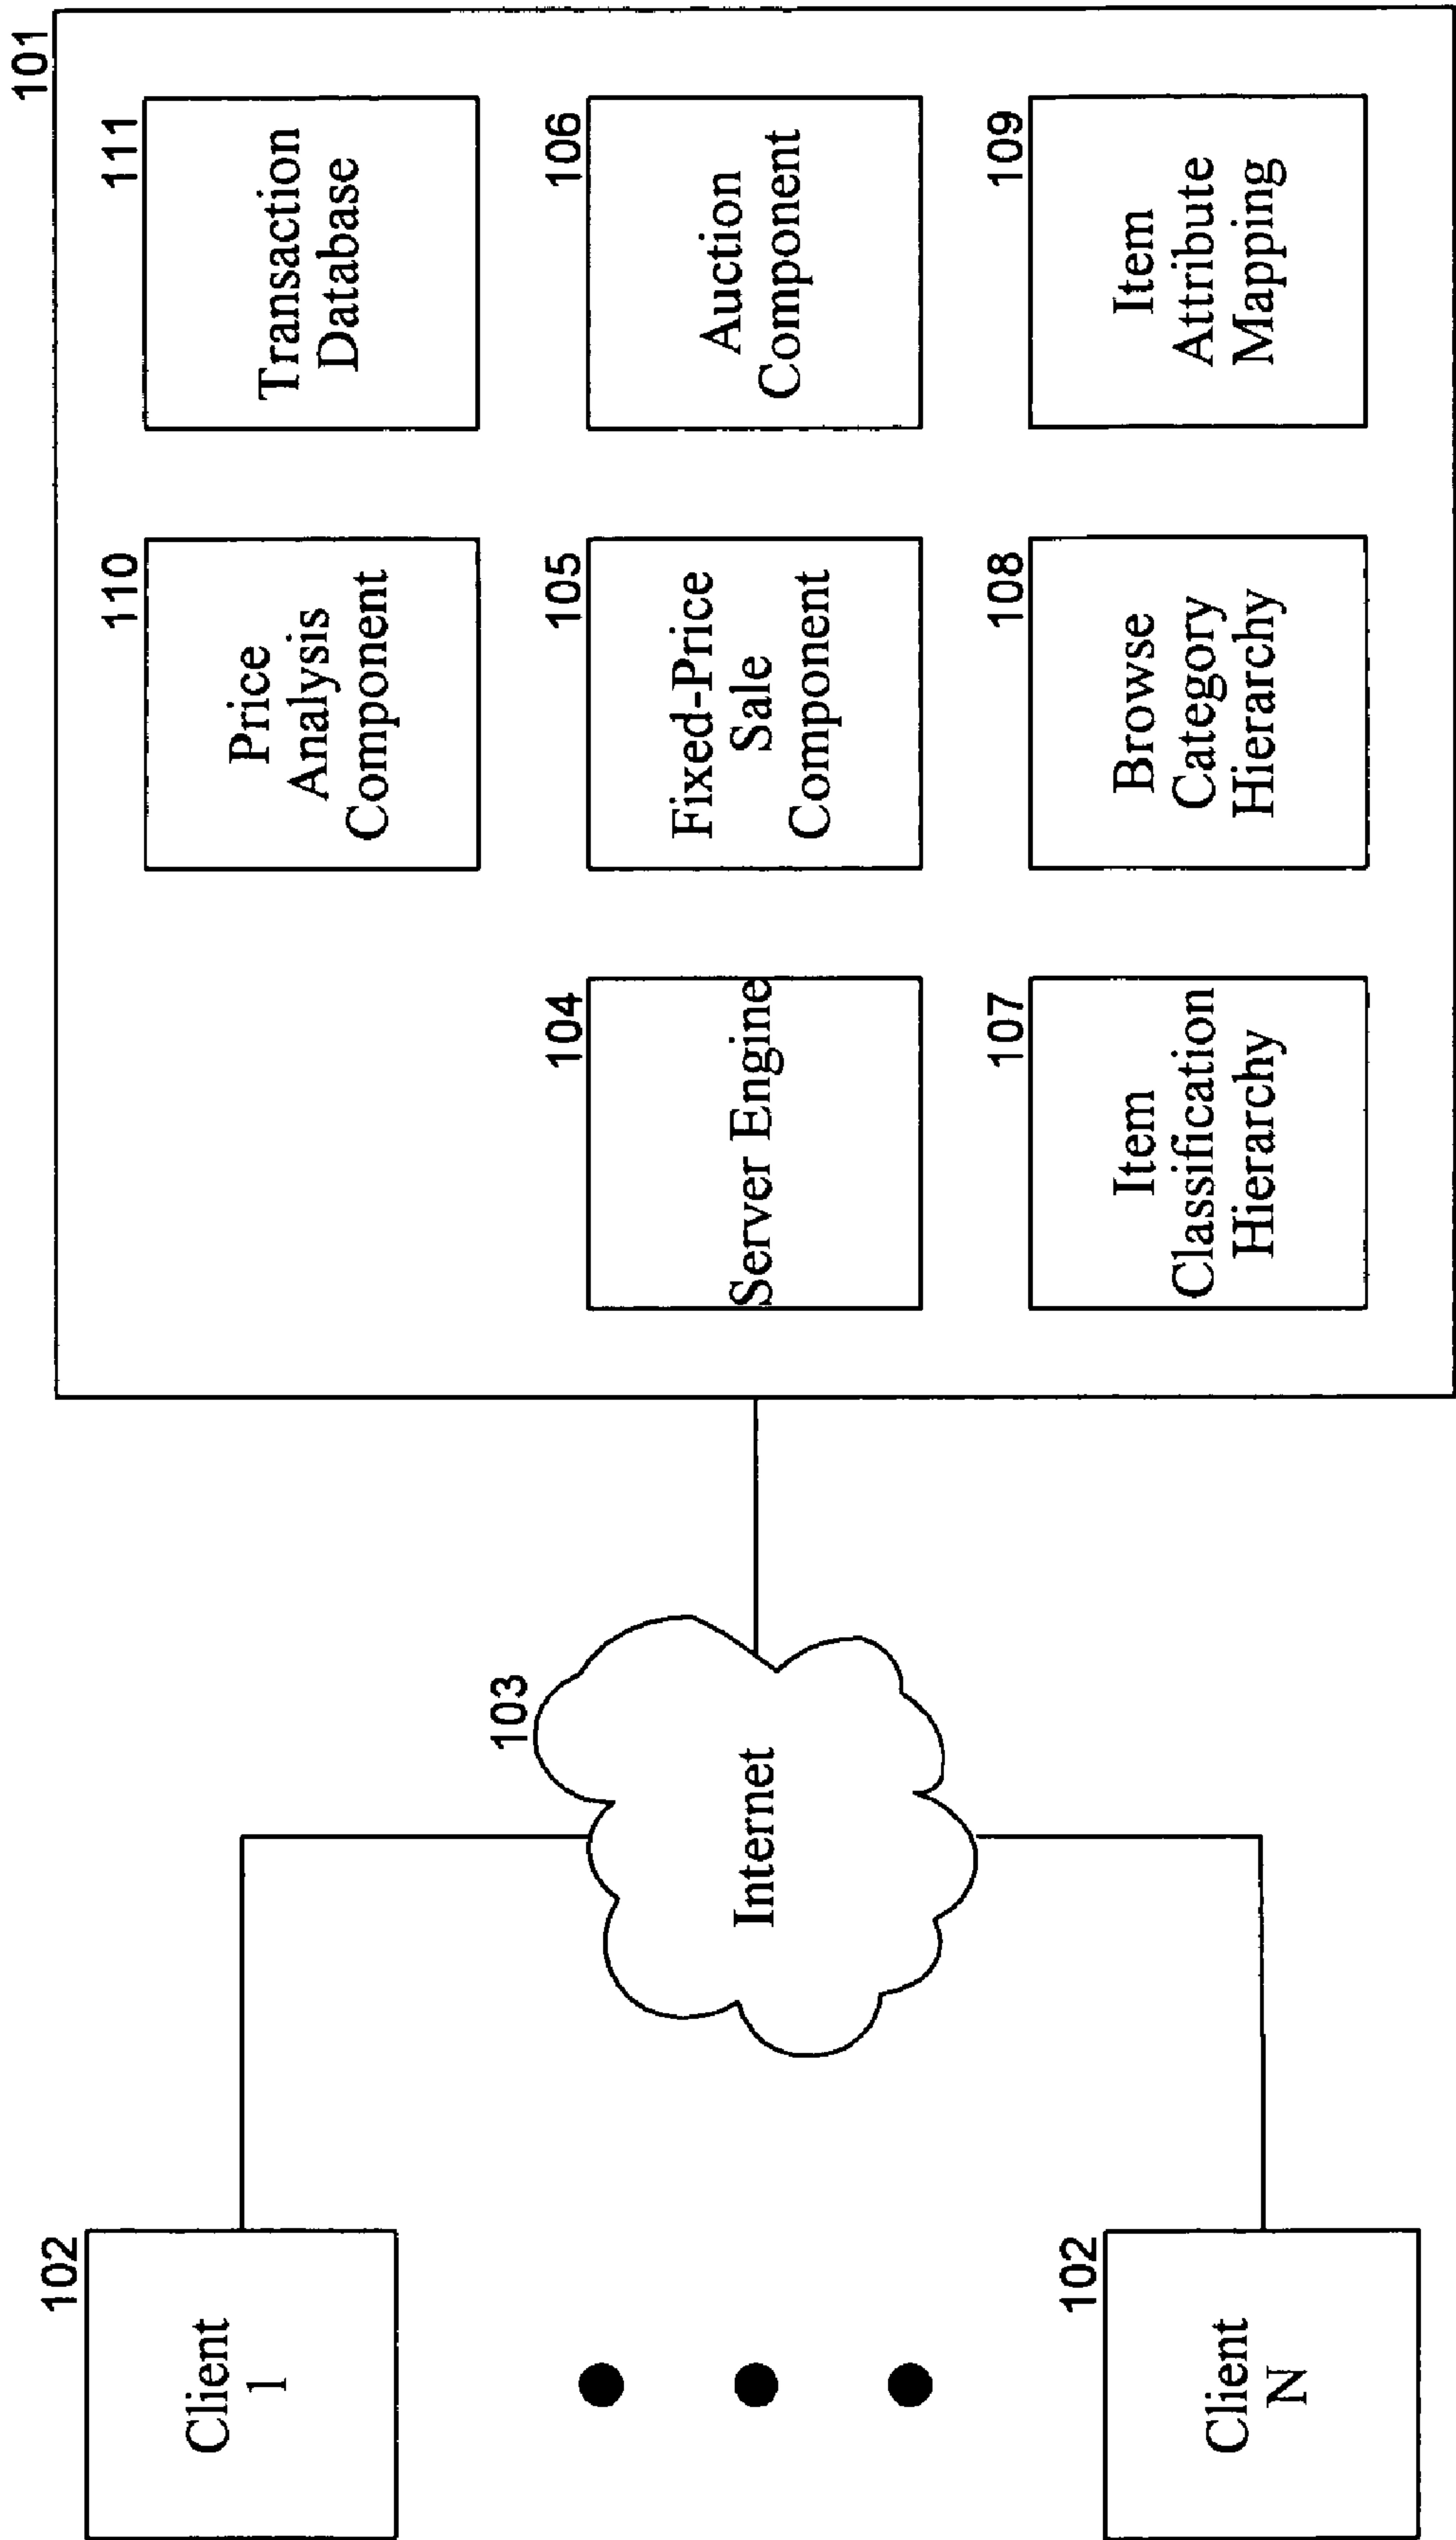 101
102
Client
1
102
Client
N
103
Internet
110
Price
Analysis
Component
111
Transaction
Database
104
Server Engine
105
Fixed-Price
Sale
Component
106
Auction
Component
107
Item
Classification
Hierarchy
108
Browse
Category
Hierarchy
109
Item
Attribute
Mapping